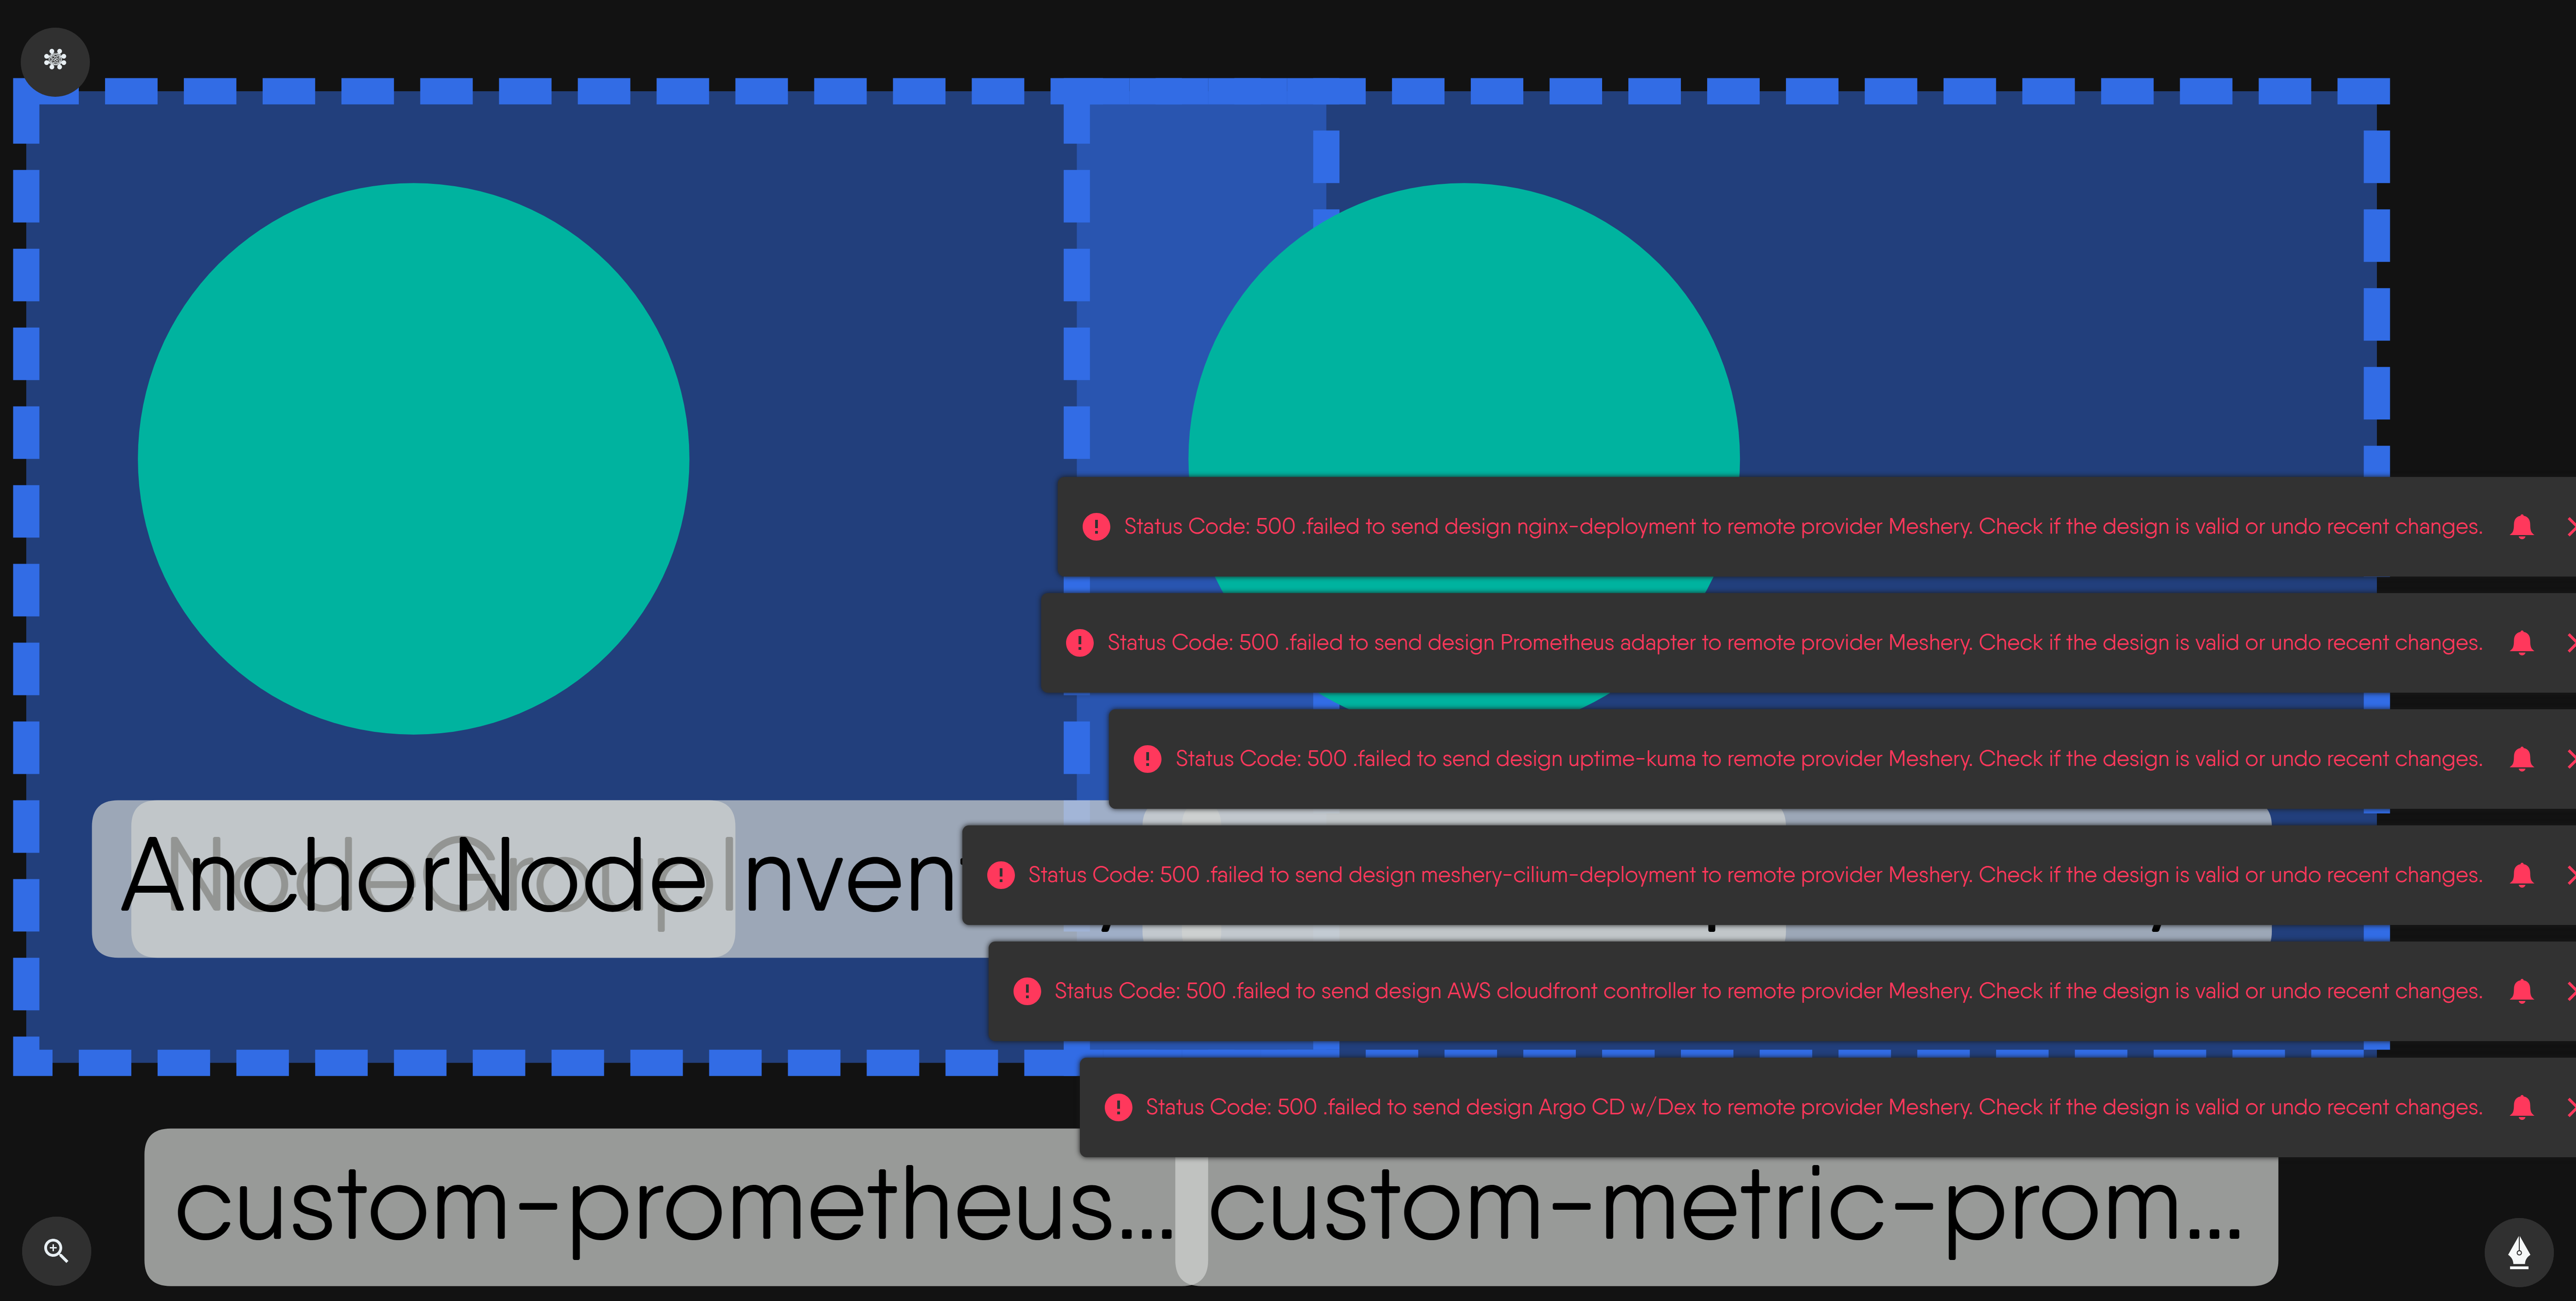 Status Code: 500 .failed to send design nginx-deployment to remote provider Meshery. Check if the design is valid or undo recent changes.
Status Code: 500 .failed to send design Prometheus adapter to remote provider Meshery. Check if the design is valid or undo recent changes.
Status Code: 500 .failed to send design uptime-kuma to remote provider Meshery. Check if the design is valid or undo recent changes.
AnchorNode
NodeGroup
Status Code: 500 .failed to send design meshery-cilium-deployment to remote provider Meshery. Check if the design is valid or undo recent changes.
Status Code: 500 .failed to send design AWS cloudfront controller to remote provider Meshery. Check if the design is valid or undo recent changes.
Status Code: 500 .failed to send design Argo CD w/Dex to remote provider Meshery. Check if the design is valid or undo recent changes.
custom-prometheus... custom-metric-prom...